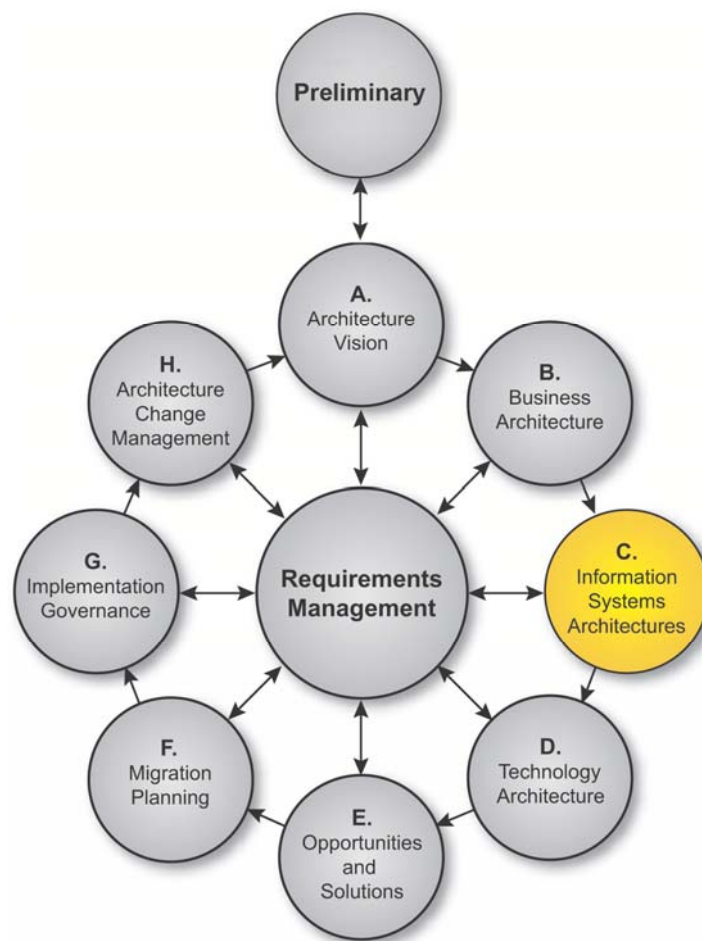 Preliminary
A.
Architecture
Vision
B.
Business
Architecture
C.
Information
Systems
Architectures
D.
Technology
Architecture
E.
Opportunities
and
Solutions
F.
Migration
Planning
G.
Implementation
Governance
H.
Architecture
Change
Management
Requirements
Management